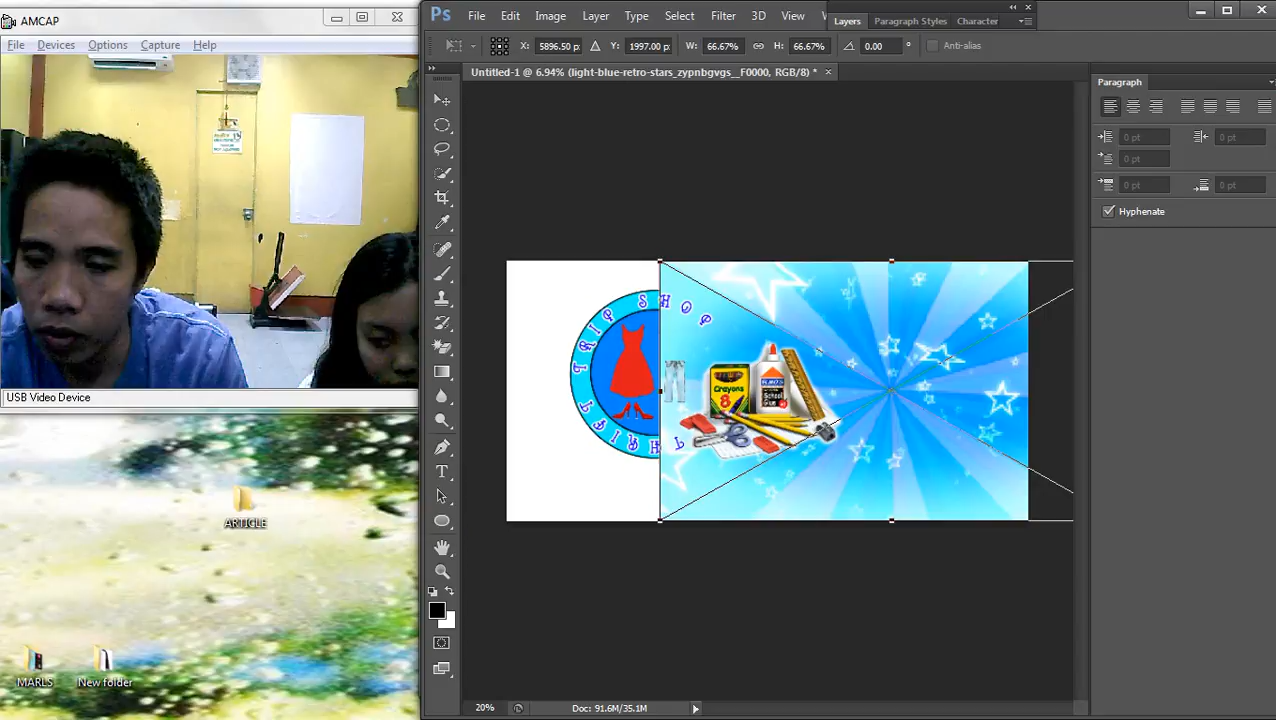 AMCAP
File Devices Options Capture Help
USB Video Device
ARTICLE
MARLS
New folder
Ps File Edit Image Layer Type Select Filter 3D View
Layers Paragraph Styles Character
X: 5896.50 p Y: 1997.00 p W: 66.67% H: 66.67% 0.00 ° Anti-alias
Untitled-1 @ 6.94% (light-blue-retro-stars_zypnbgvgs__F0000, RGB/8) *
SHOP
Crayons
8
School
Paragraph
0 pt 0 pt
0 pt
0 pt 0 pt
Hyphenate
20% Doc: 91.6M/35.1M